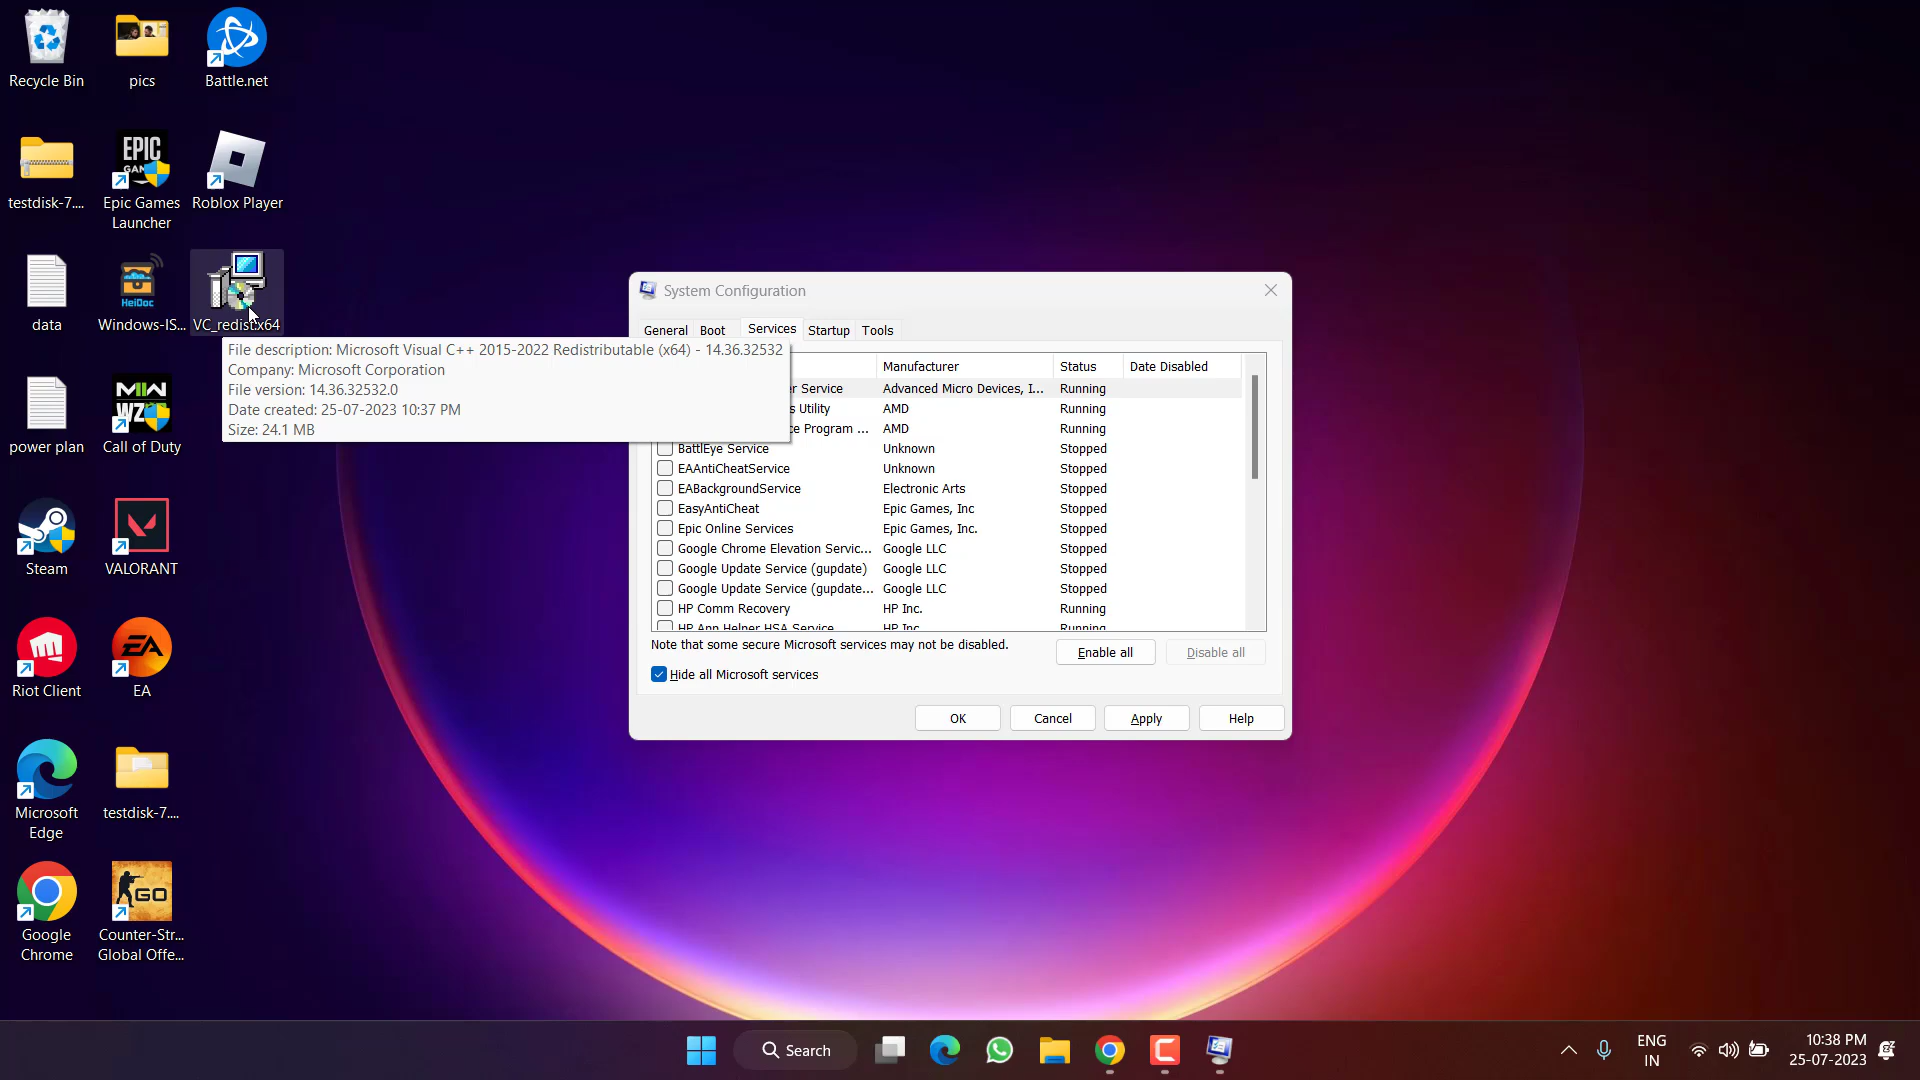 Recycle Bin
pics
Battle.net
testdisk-7....
EPIC
Epic Games
Launcher
Roblox Player
data
HeiDoc
Windows-IS...
VC_redist.x64
File description: Microsoft Visual C++ 2015-2022 Redistributable (x64) - 14.36.32532
Company: Microsoft Corporation
File version: 14.36.32532.0
Date created: 25-07-2023 10:37 PM
Size: 24.1 MB
power plan
MW
WZ
Call of Duty
Steam
VALORANT
Riot Client
EA
EA
Microsoft
Edge
testdisk-7....
Google
Chrome
GO
Counter-Str...
Global Offe...
System Configuration
General Boot Services Startup Tools
Manufacturer Status Date Disabled
er Service Advanced Micro Devices, I... Running
s Utility AMD Running
ce Program ... AMD Running
BattlEye Service Unknown Stopped
EAAntiCheatService Unknown Stopped
EABackgroundService Electronic Arts Stopped
EasyAntiCheat Epic Games, Inc Stopped
Epic Online Services Epic Games, Inc. Stopped
Google Chrome Elevation Servic... Google LLC Stopped
Google Update Service (gupdate) Google LLC Stopped
Google Update Service (gupdate... Google LLC Stopped
HP Comm Recovery HP Inc. Running
HP App Helper HSA Service HP Inc. Running
Note that some secure Microsoft services may not be disabled.
Enable all
Disable all
Hide all Microsoft services
OK
Cancel
Apply
Help
Search
ENG
IN
10:38 PM
25-07-2023